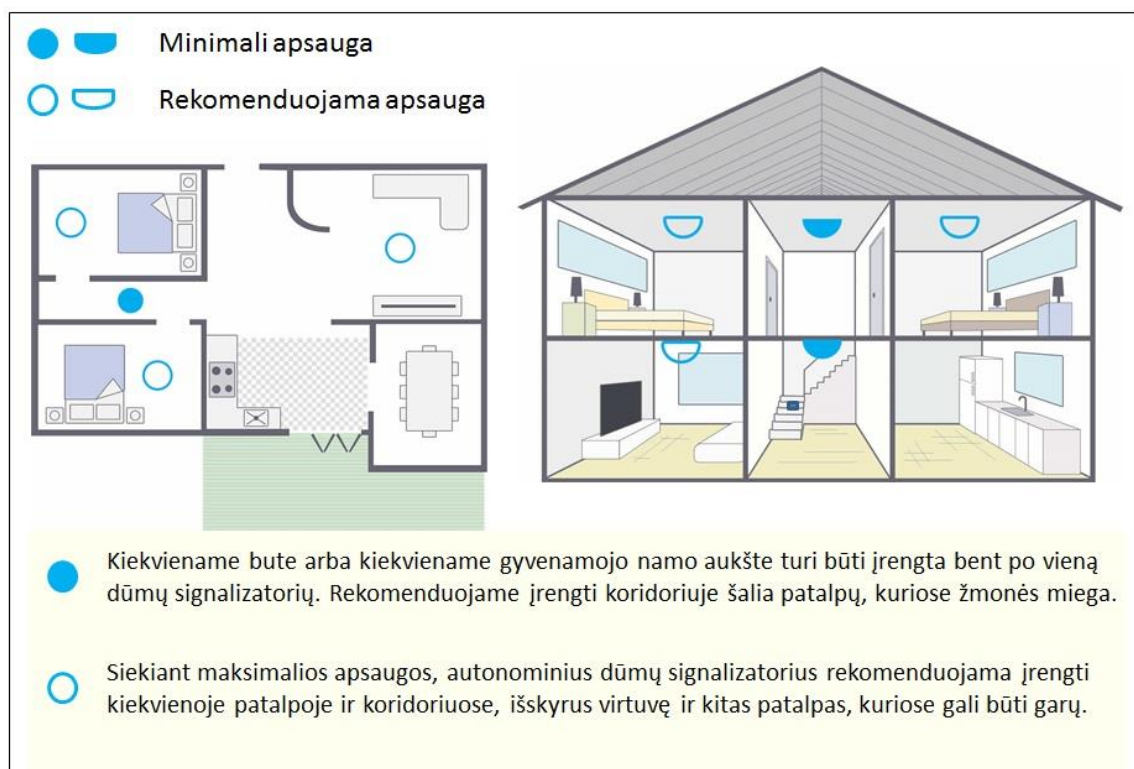 Minimali apsauga
Rekomenduojama apsauga
Kiekviename bute arba kiekviename gyvenamojo namo aukšte turi būti įrengta bent po vieną
dūmų signalizatorių. Rekomenduojame įrengti koridoriuje šalia patalpų, kuriose žmonės miega.
Siekiant maksimalios apsaugos, autonominius dūmų signalizatorius rekomenduojama įrengti
kiekvienoje patalpoje ir koridoriuose, išskyrus virtuvę ir kitas patalpas, kuriose gali būti garų.